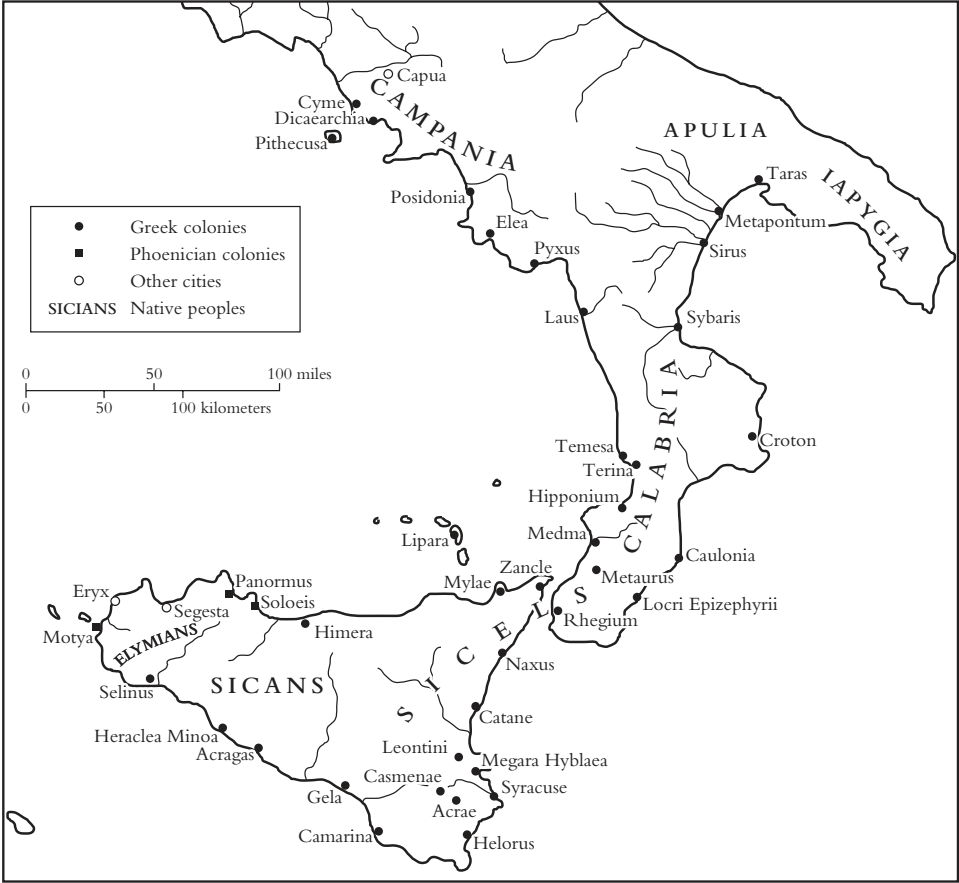 Capua
CAMPANIA
Cyme
Dicaearchia
Pithecusa
APULIA
Taras
IAPYGIA
Posidonia
Metapontum
Elea
Sirus
Pyxus
Greek colonies
Phoenician colonies
Other cities
SICIANS Native peoples
Laus
Sybaris
0 50 100 miles
0 50 100 kilometers
CALABRIA
Croton
Temesa
Terina
Hipponium
Medma
Lipara
Caulonia
Zancle
Mylae
Metaurus
Panormus
Eryx
Soloeis
Segesta
Locri Epizephyrii
Rhegium
Motya
ELYMIANS
Himera
SICELS
Naxus
Selinus
SICANS
Catane
Heraclea Minoa
Acragas
Leontini
Megara Hyblaea
Casmenae
Syracuse
Gela
Acrae
Camarina
Helorus